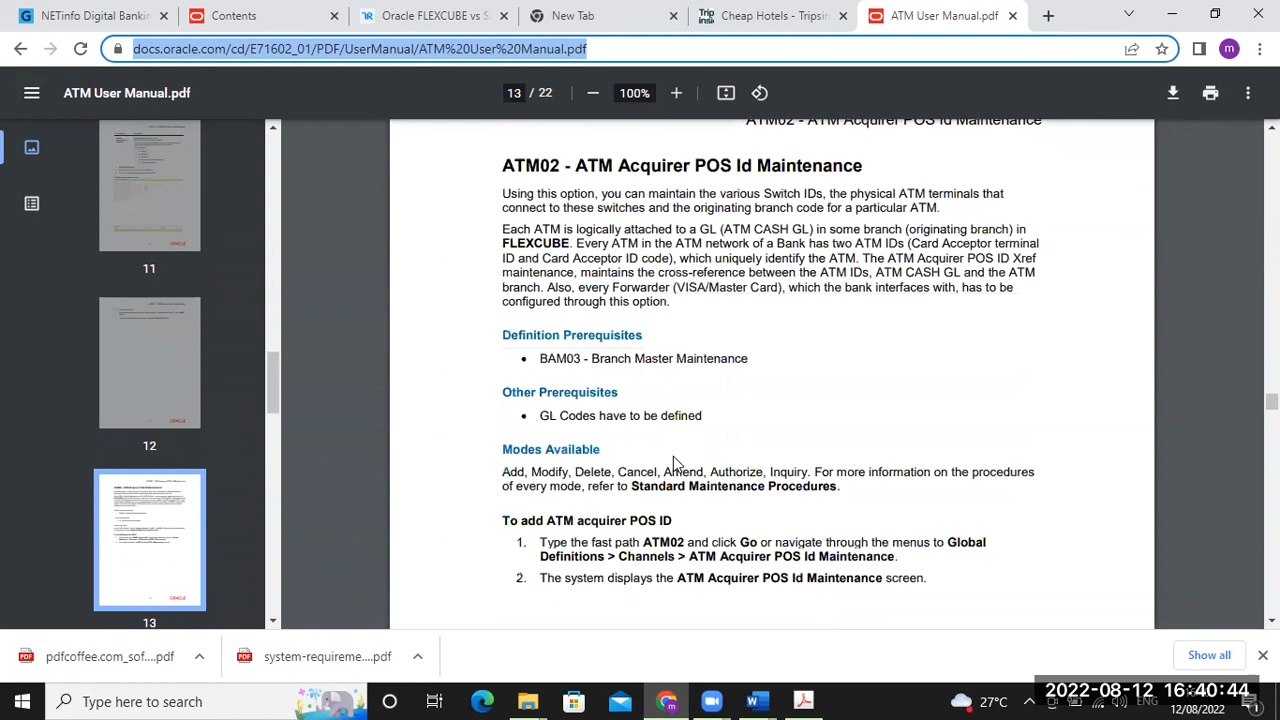 NETinfo Digital Bankin
Contents
Oracle FLEXCUBE vs S
New Tab
Trip
ins
Cheap Hotels - Tripsin
ATM User Manual.pdf
docs.oracle.com/cd/E71602_01/PDF/UserManual/ATM%20User%20Manual.pdf
m
ATM User Manual.pdf
13 / 22
100%
ATM02 - ATM Acquirer POS Id Maintenance
ATM02 - ATM Acquirer POS Id Maintenance
Using this option, you can maintain the various Switch IDs, the physical ATM terminals that
connect to these switches and the originating branch code for a particular ATM.
Each ATM is logically attached to a GL (ATM CASH GL) in some branch (originating branch) in
FLEXCUBE. Every ATM in the ATM network of a Bank has two ATM IDs (Card Acceptor terminal
ID and Card Acceptor ID code), which uniquely identify the ATM. The ATM Acquirer POS ID Xref
maintenance, maintains the cross-reference between the ATM IDs, ATM CASH GL and the ATM
branch. Also, every Forwarder (VISA/Master Card), which the bank interfaces with, has to be
configured through this option.
Definition Prerequisites
• BAM03 - Branch Master Maintenance
Other Prerequisites
• GL Codes have to be defined
Modes Available
Add, Modify, Delete, Cancel, Amend, Authorize, Inquiry. For more information on the procedures
of every mode, refer to Standard Maintenance Procedures.
To add ATM acquirer POS ID
1. Type the fast path ATM02 and click Go or navigate through the menus to Global
Definitions > Channels > ATM Acquirer POS Id Maintenance.
2. The system displays the ATM Acquirer POS Id Maintenance screen.
ORACLE
11
ORACLE
12
ORACLE
13
pdfcoffee.com_sof....pdf
system-requireme....pdf
Show all
Type here to search
27°C
ENG
2022-08-12 16:40:44
12/08/2022